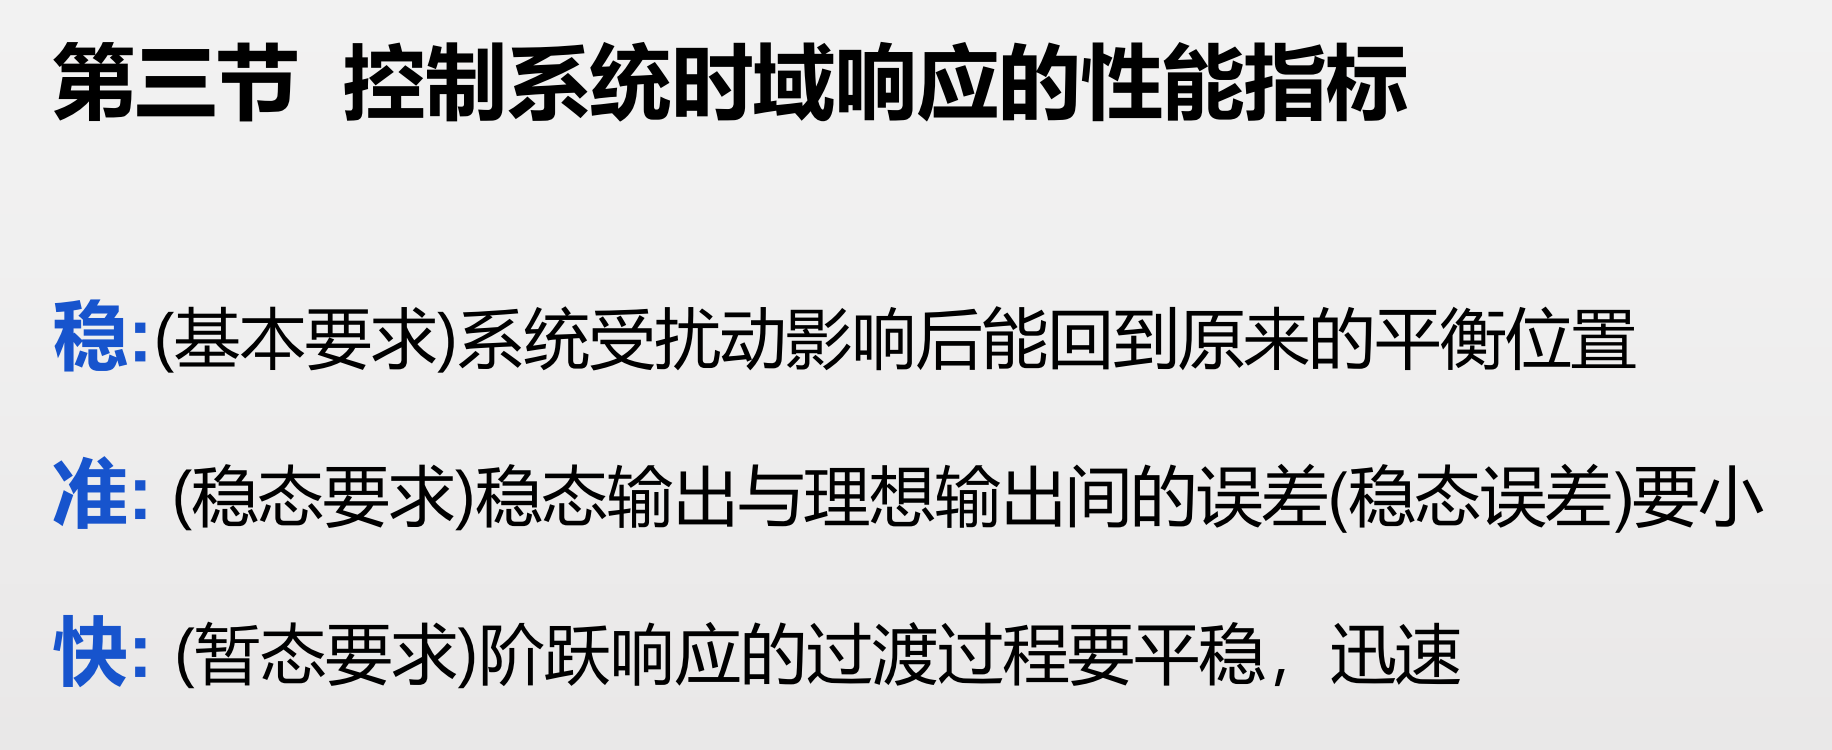 第三节 控制系统时域响应的性能指标
稳:(基本要求)系统受扰动影响后能回到原来的平衡位置
准: (稳态要求)稳态输出与理想输出间的误差(稳态误差)要小
快: (暂态要求)阶跃响应的过渡过程要平稳，迅速